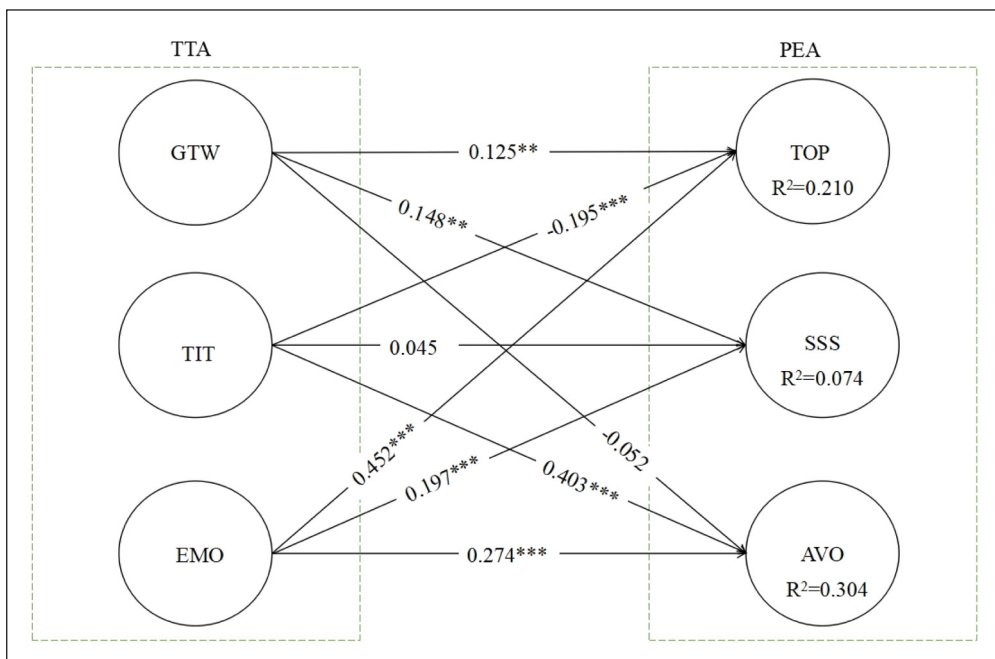 TTA
PEA
GTW
0.125**
TOP
R²=0.210
0.148**
-0.195***
TIT
0.045
SSS
R²=0.074
0.452***
0.197***
0.403***
-0.052
EMO
0.274***
AVO
R²=0.304